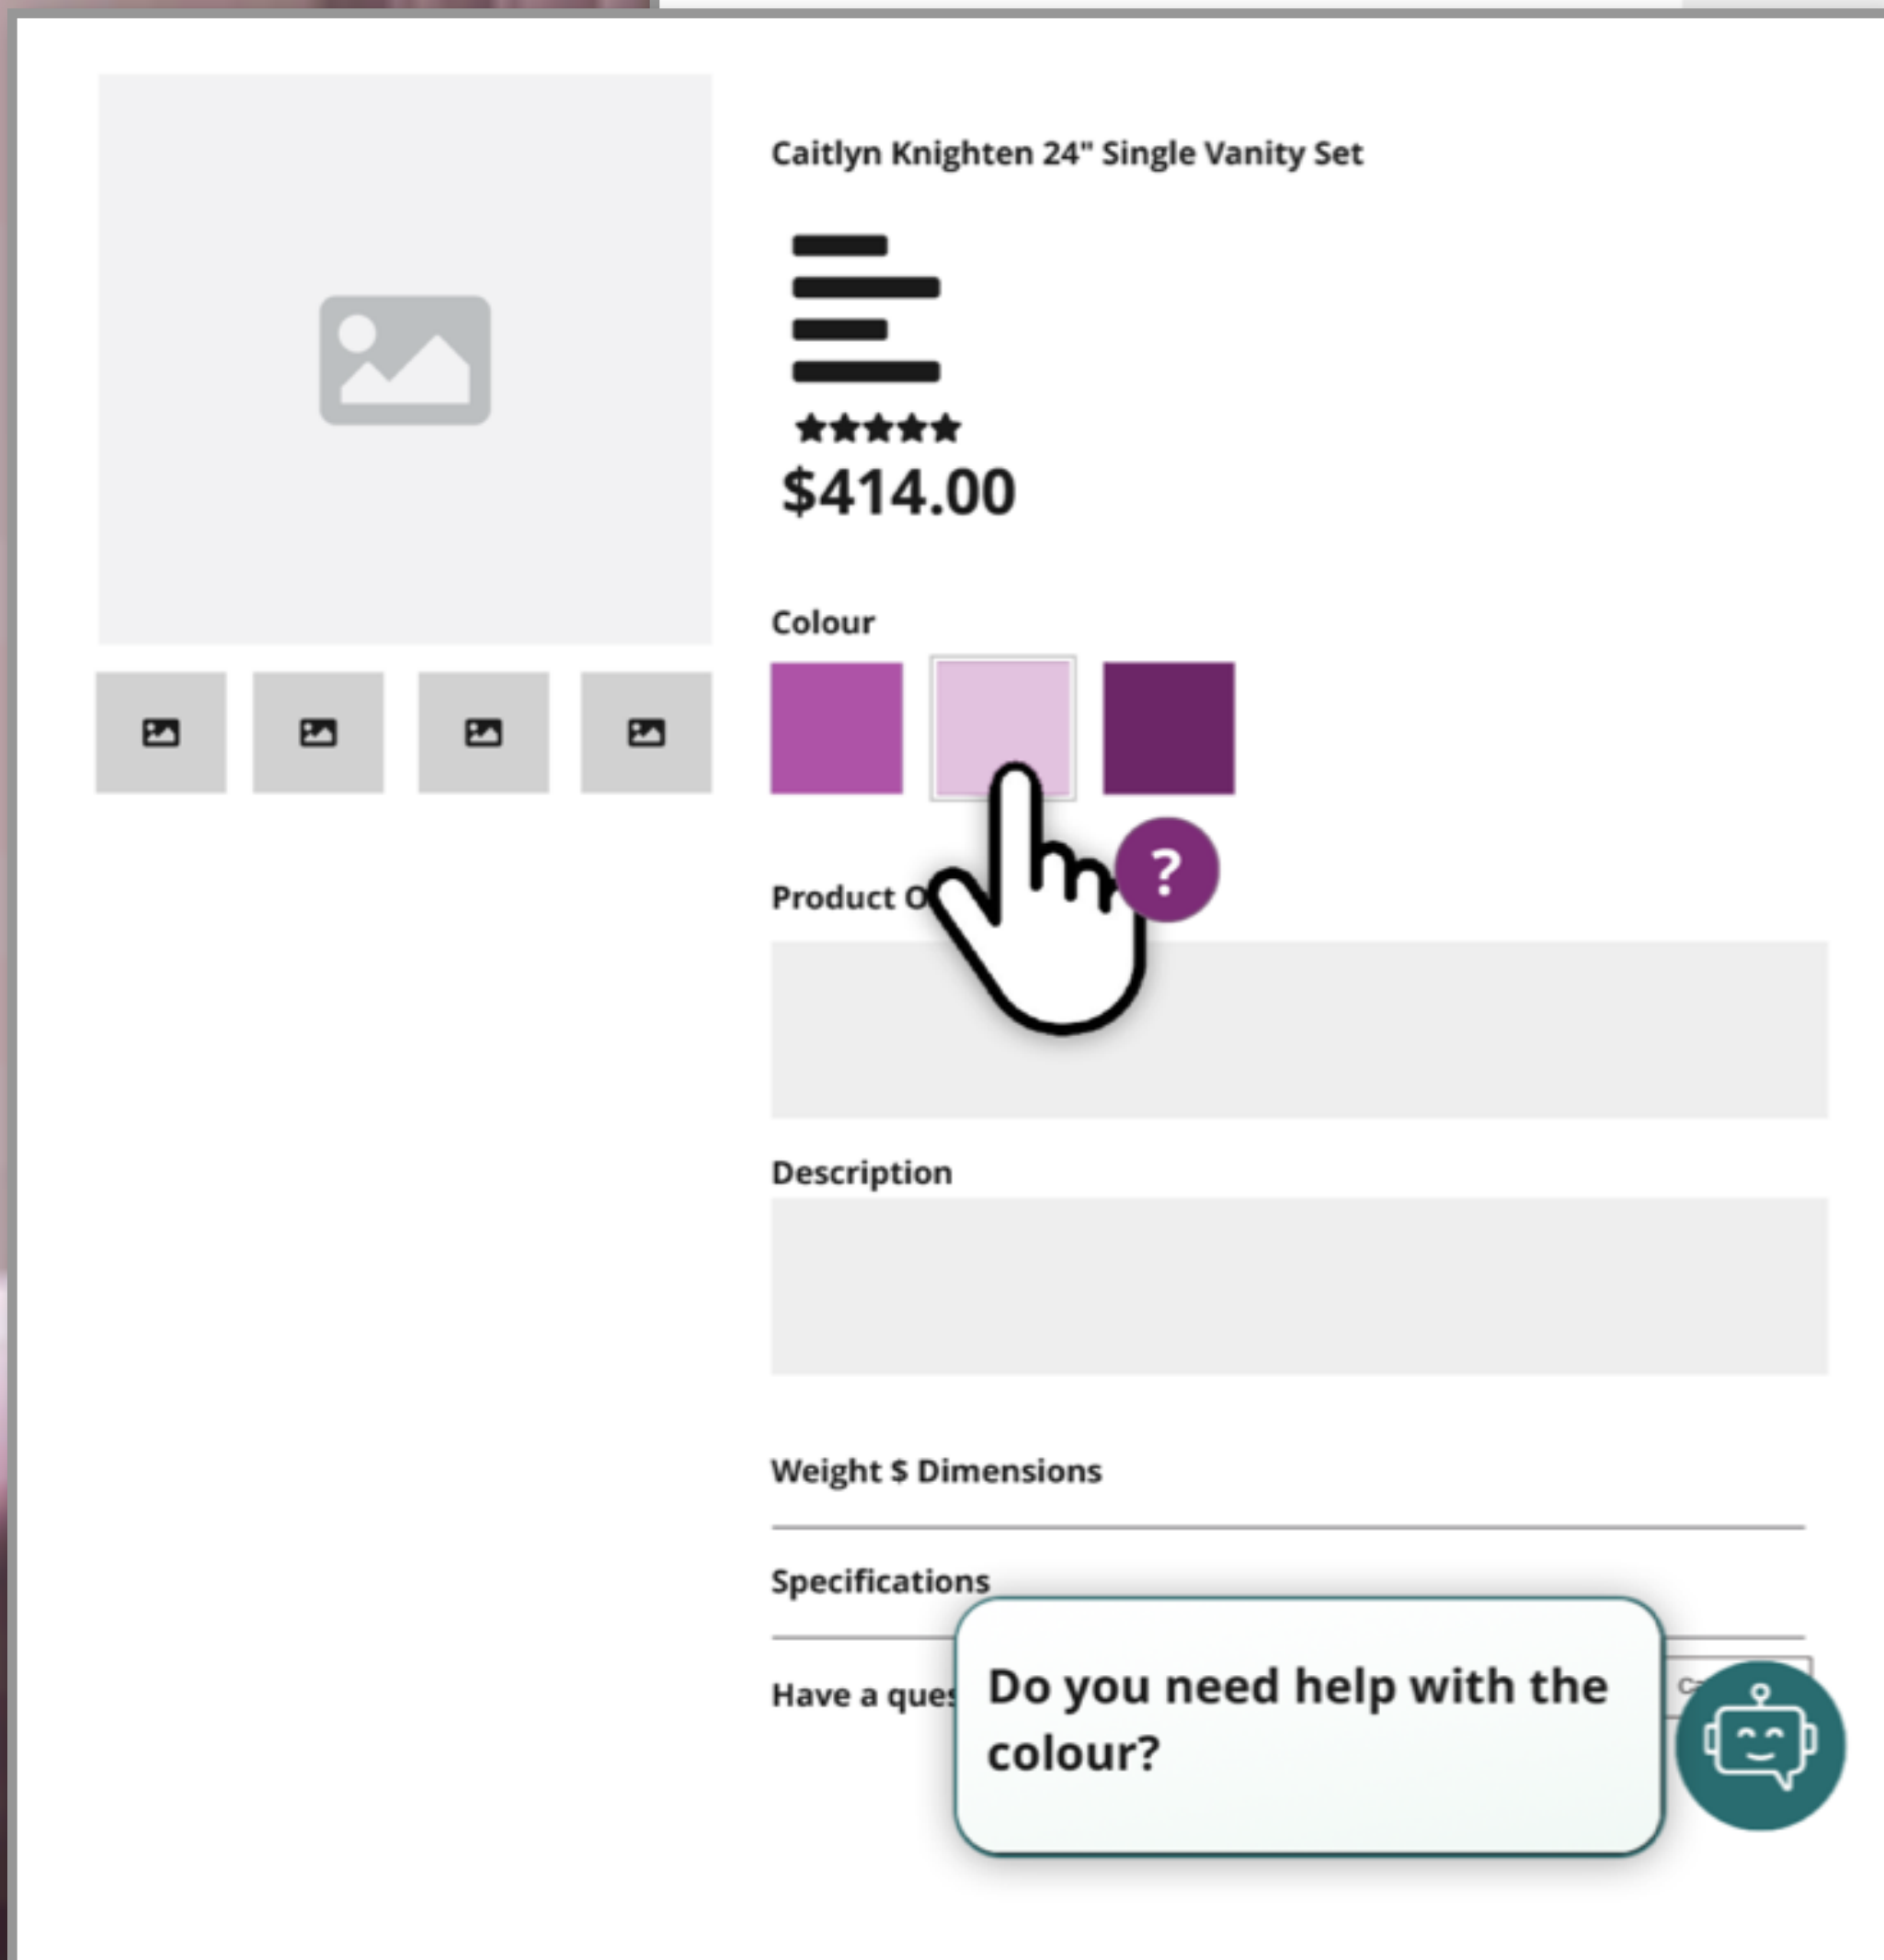 Caitlyn Knighten 24" Single Vanity Set
$414.00
Colour
?
Product
Description
Weight $ Dimensions
Specifications
Have a
Do you need help with the
colour?